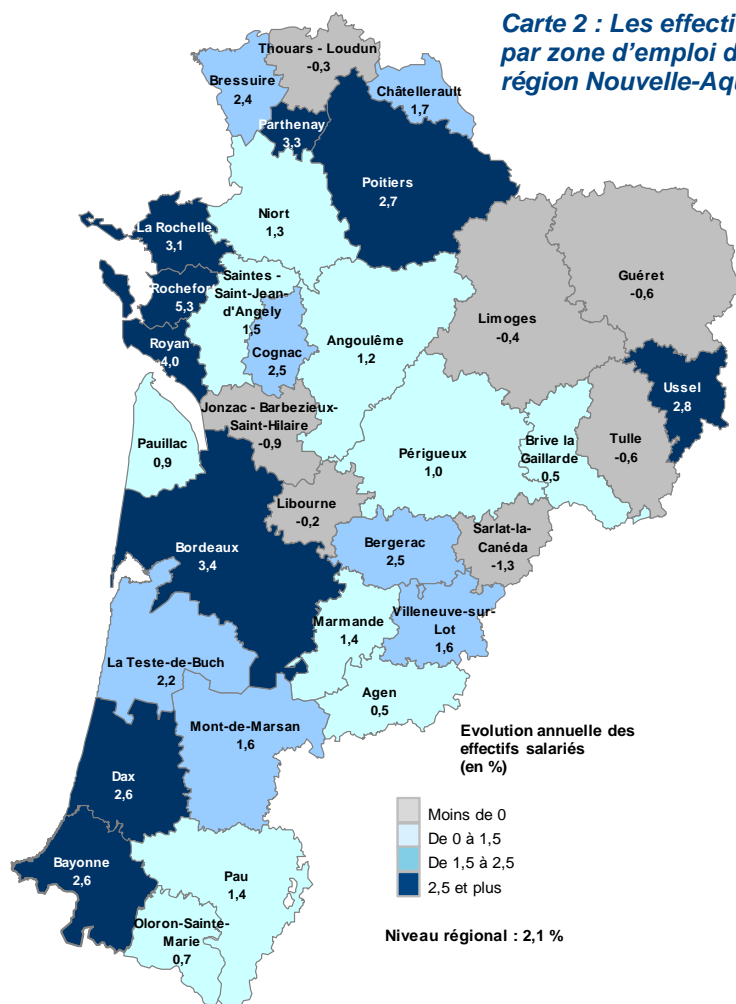 Carte 2 : Les effecti
par zone d'emploi d
région Nouvelle-Aqu
Thouars - Loudun
-0,3
Bressuire
2,4
Châtellerault
1,7
Parthenay
3,3
Poitiers
2,7
Niort
1,3
La Rochelle
3,1
Rochefor
5,3
Saintes -
Saint-Jean-
d'Angely
1,5
Royan
4,0
Cognac
2,5
Angoulême
1,2
Limoges
-0,4
Guéret
-0,6
Ussel
2,8
Jonzac - Barbezieux-
Saint-Hilaire
-0,9
Pauillac
0,9
Périgueux
1,0
Brive la
Gaillarde
0,5
Tulle
-0,6
Libourne
-0,2
Bordeaux
3,4
Bergerac
2,5
Sarlat-la-
Canéda
-1,3
Marmande
1,4
Villeneuve-sur-
Lot
1,6
La Teste-de-Buch
2,2
Agen
0,5
Mont-de-Marsan
1,6
Dax
2,6
Bayonne
2,6
Pau
1,4
Oloron-Sainte-
Marie
0,7
Evolution annuelle des
effectifs salariés
(en %)
Moins de 0
De 0 à 1,5
De 1,5 à 2,5
2,5 et plus
Niveau régional : 2,1 %